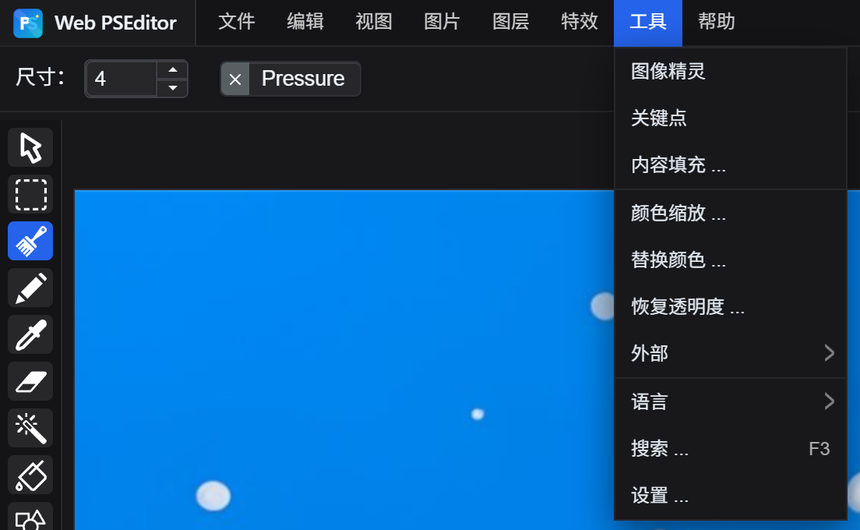 Ps Web PSEditor 文件 编辑 视图 图片 图层 特效 工具 帮助
尺寸： 4 × Pressure
图像精灵
关键点
内容填充 ...
颜色缩放 ...
替换颜色 ...
恢复透明度 ...
外部
语言
搜索 ... F3
设置 ...